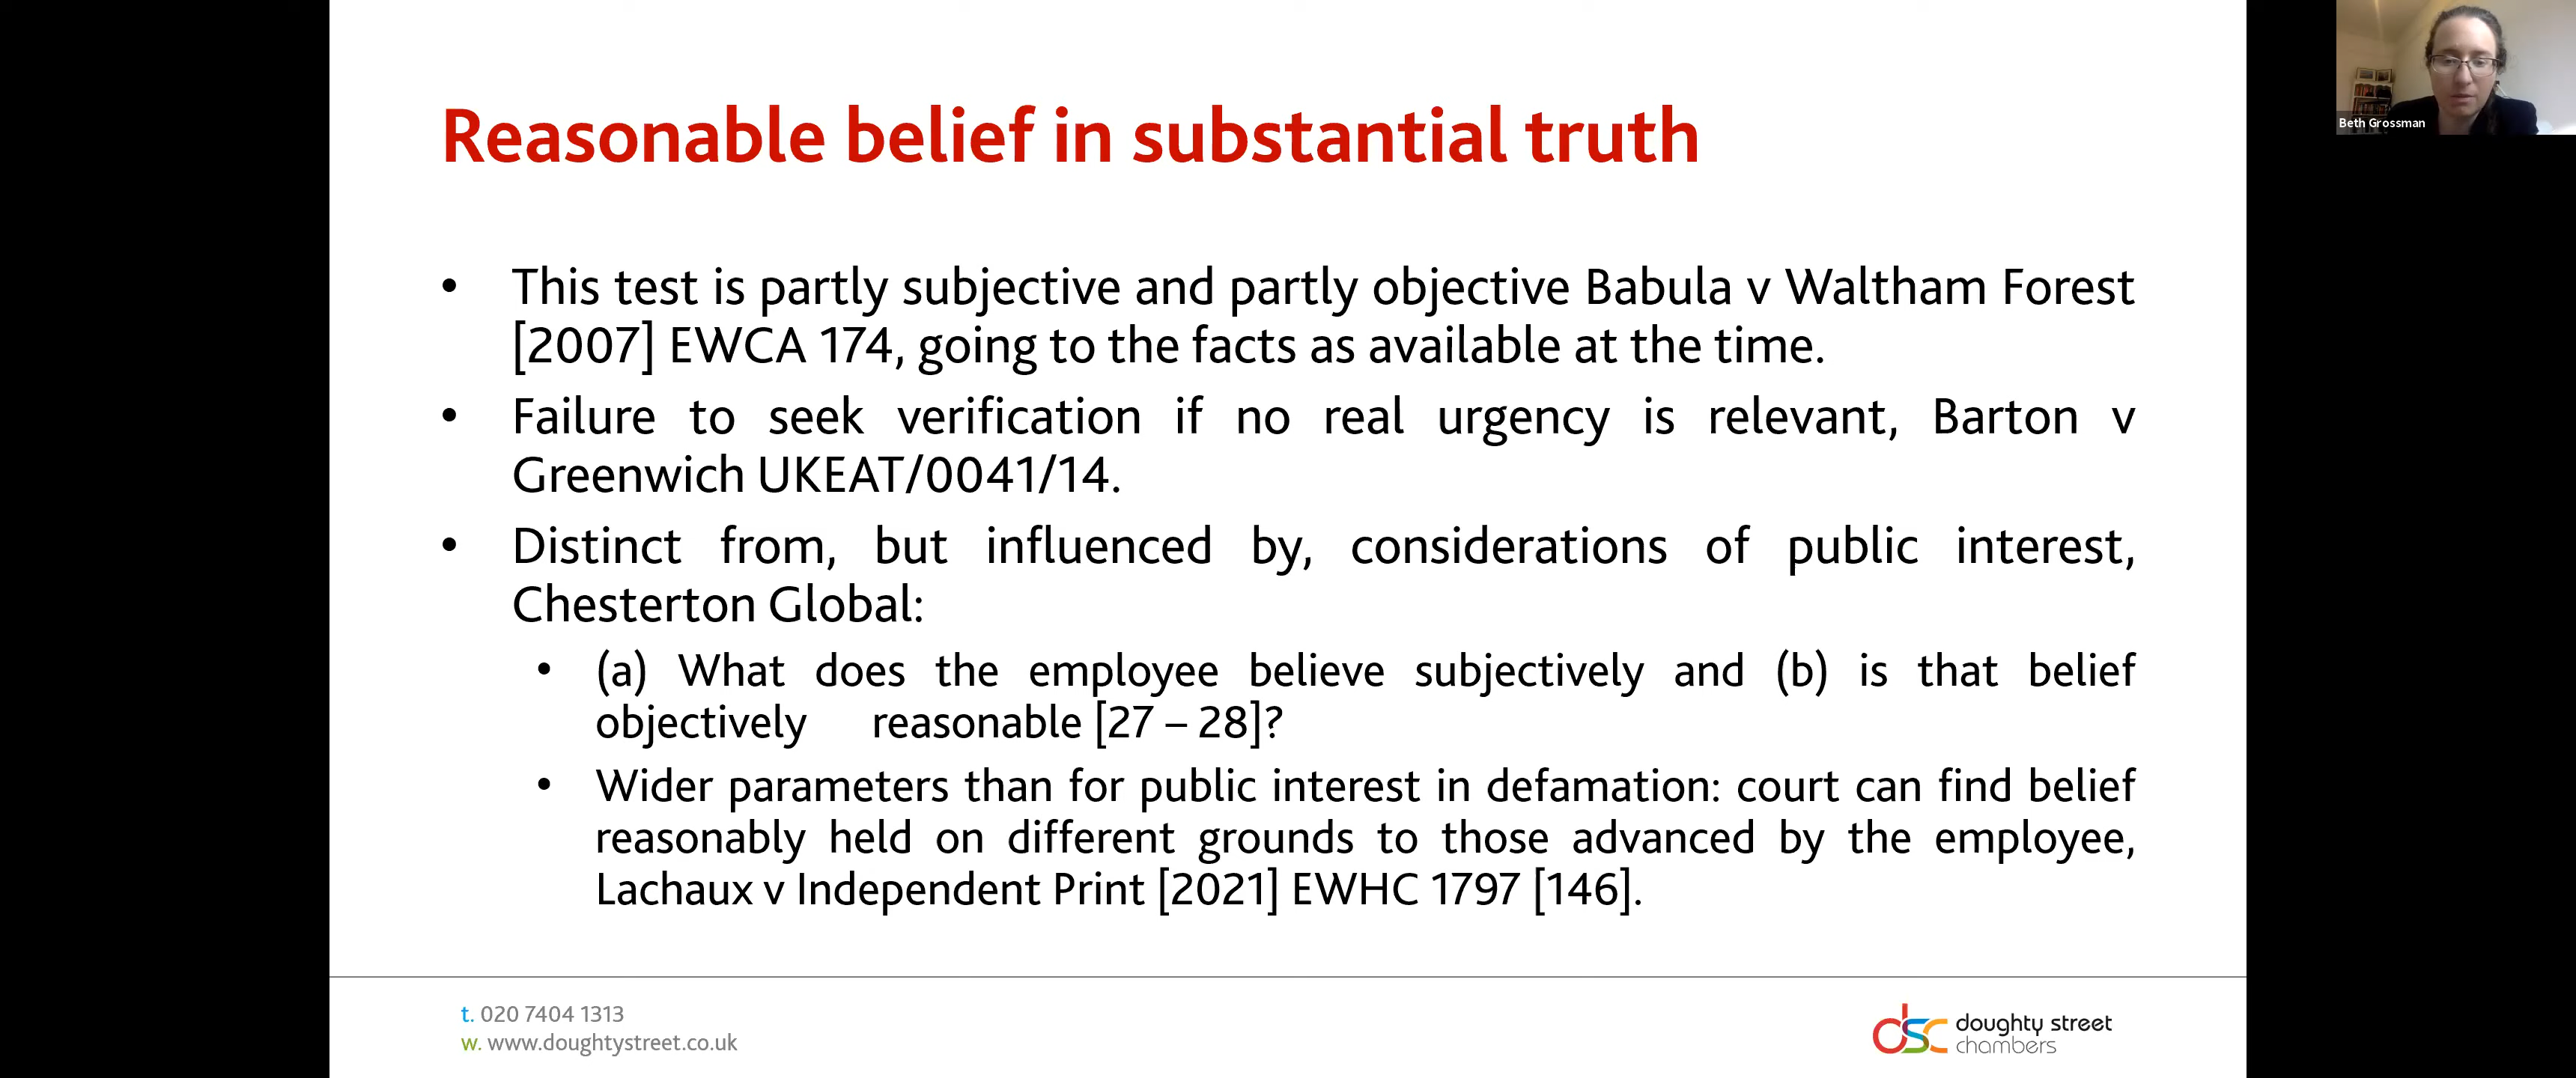 Reasonable belief in substantial truth
Beth Grossman
• This test is partly subjective and partly objective Babula v Waltham Forest
[2007] EWCA 174, going to the facts as available at the time.
• Failure to seek verification if no real urgency is relevant, Barton v
Greenwich UKEAT/0041/14.
• Distinct from, but influenced by, considerations of public interest,
Chesterton Global:
• (a) What does the employee believe subjectively and (b) is that belief
objectively reasonable [27 – 28]?
• Wider parameters than for public interest in defamation: court can find belief
reasonably held on different grounds to those advanced by the employee,
Lachaux v Independent Print [2021] EWHC 1797 [146].
t. 020 7404 1313
w. www.doughtystreet.co.uk
dsc doughty street
chambers